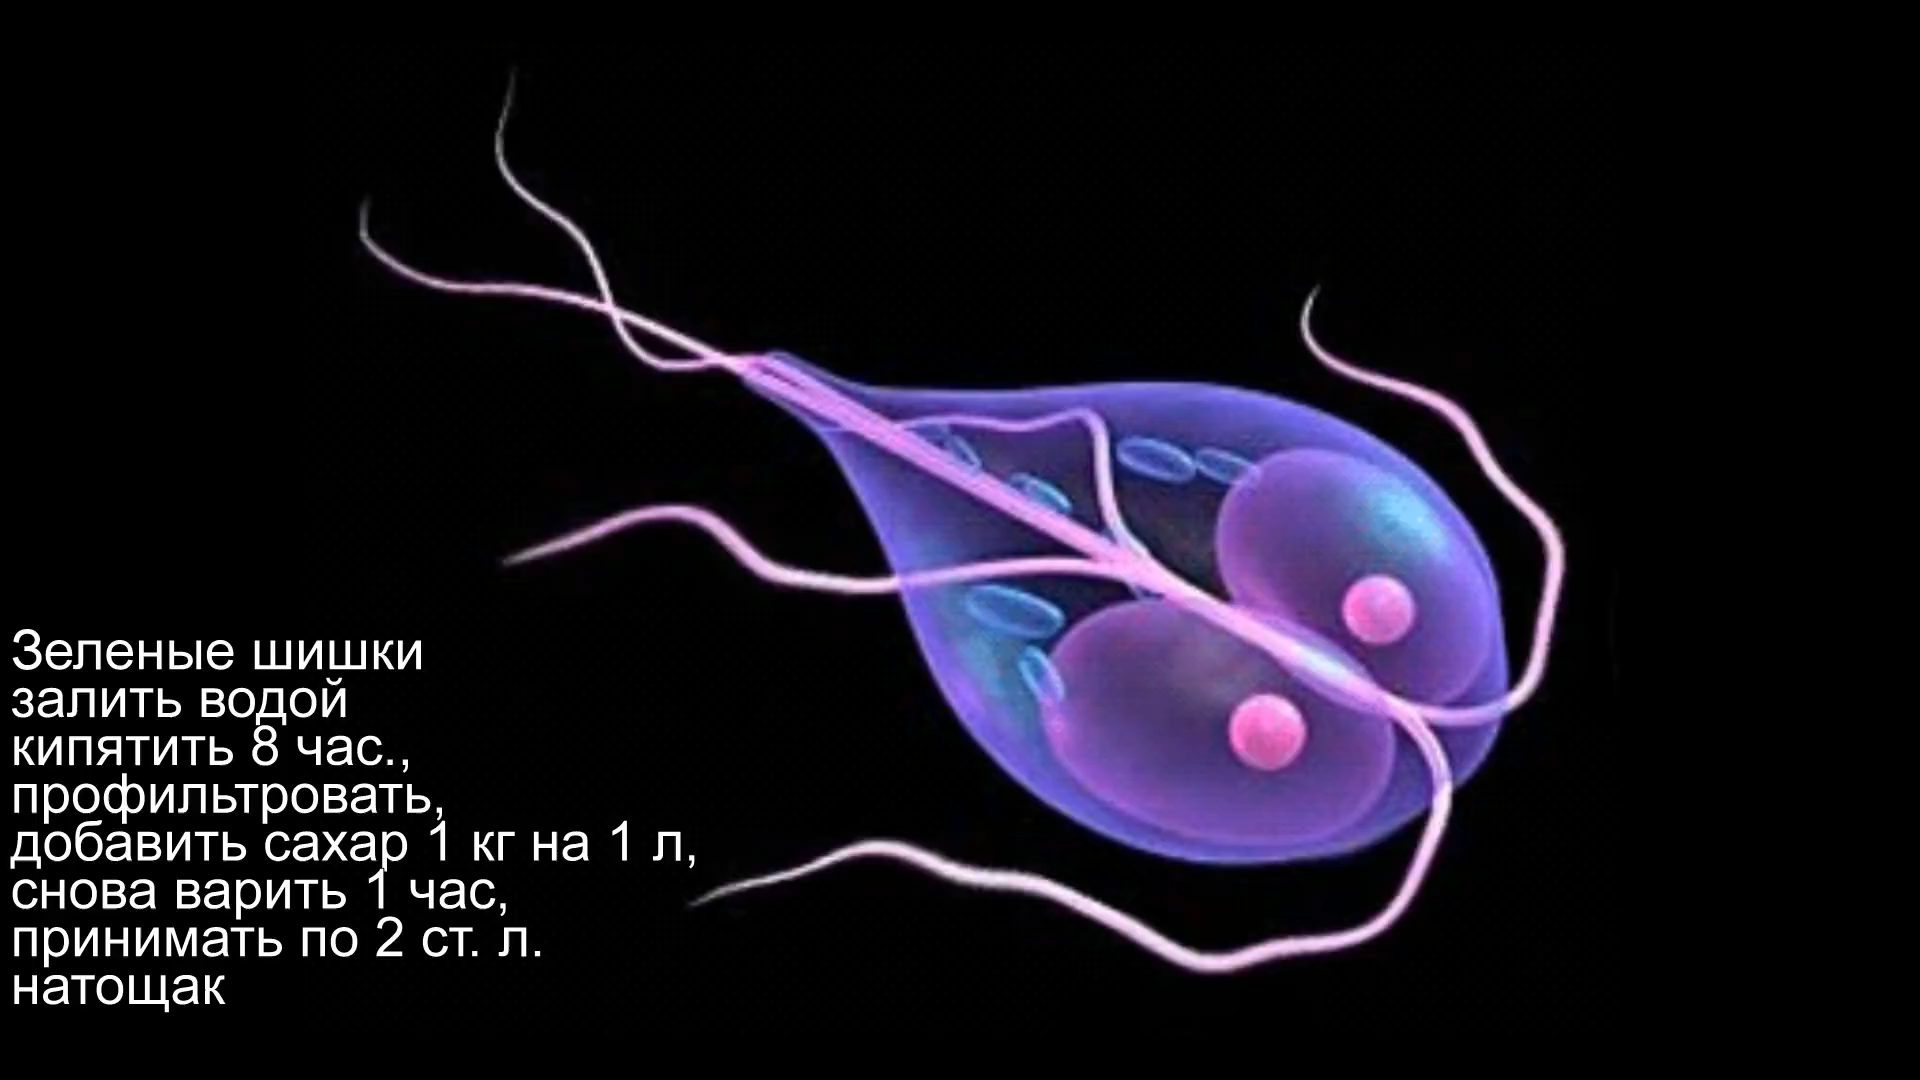 Зеленые шишки
залить водой
кипятить 8 час.,
профильтровать,
добавить сахар 1 кг на 1 л,
снова варить 1 час,
принимать по 2 ст. л.
натощак